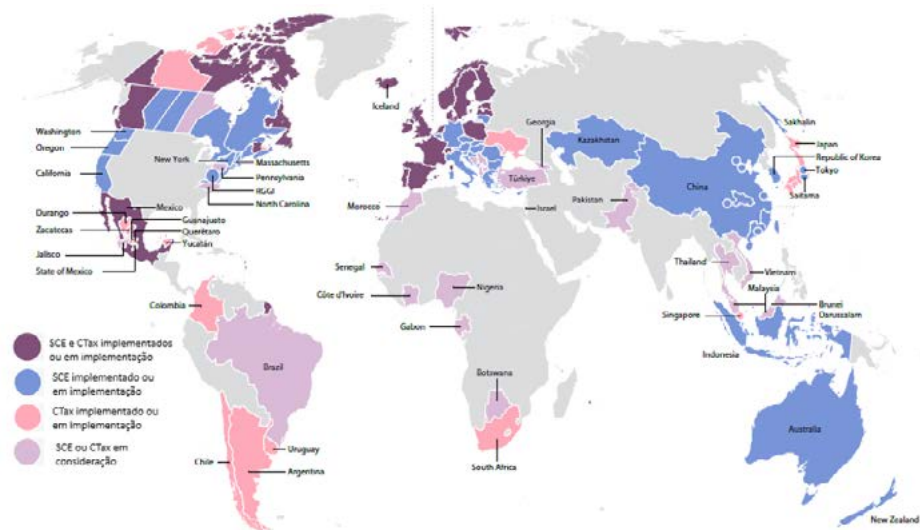 Iceland
Georgia
Sakhalin
Washington
Kazakhstan
Japan
Oregon
New York
Massachusetts
Republic of Korea
California
Pennsylvania
Türkiye
China
Tokyo
RGGI
Pakistan
Saitama
Mexico
North Carolina
Morocco
Israel
Durango
Guanajuato
Zacatecas
Querétaro
Yucatán
Jalisco
State of Mexico
Thailand
Vietnam
Senegal
Nigeria
Malaysia
Colombia
Côte d'Ivoire
Brunei
Darussalam
Gabon
Singapore
SCE e CTax implementados
ou em implementação
Indonesia
Brazil
SCE implementado ou
em implementação
Botswana
CTax implementado ou
em implementação
Australia
SCE ou CTax em
consideração
Uruguay
Chile
Argentina
South Africa
New Zealand